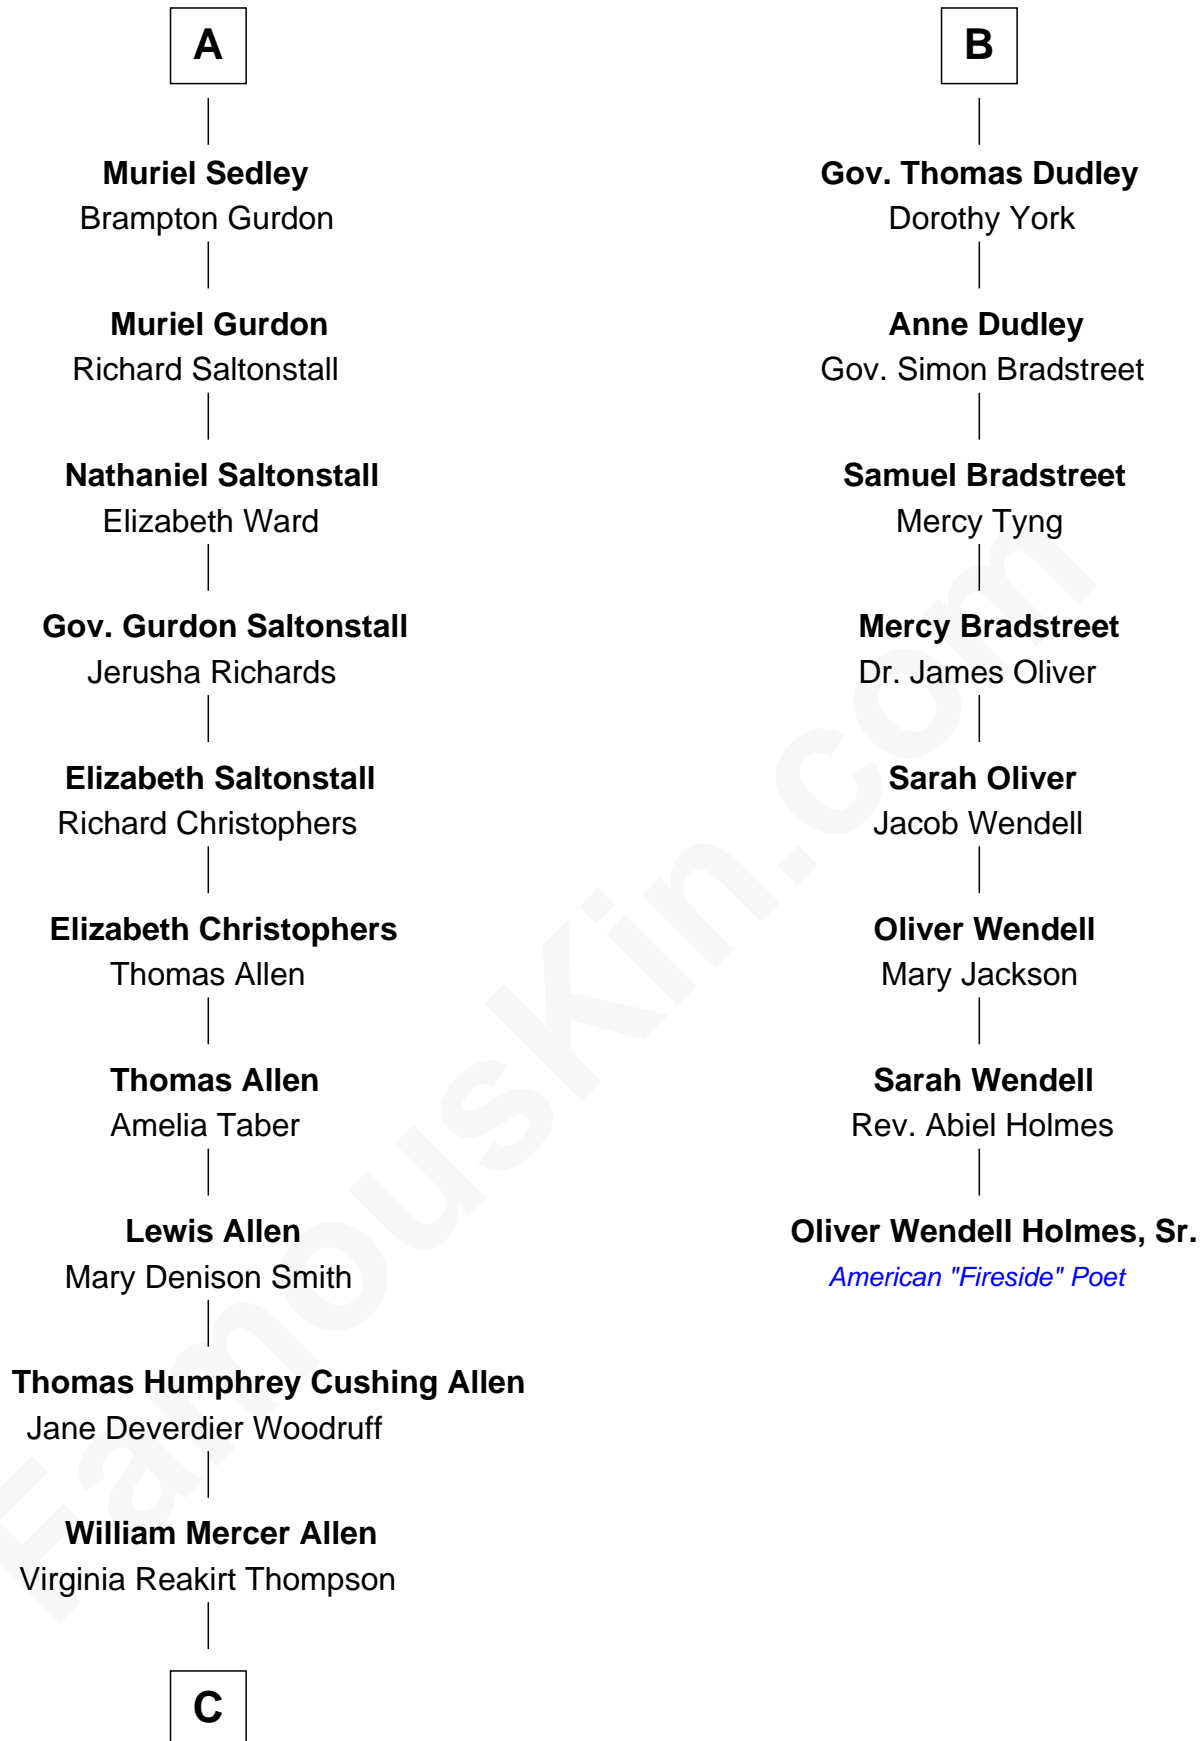 A
Muriel Sedley
Brampton Gurdon
Muriel Gurdon
Richard Saltonstall
Nathaniel Saltonstall
Elizabeth Ward
Gov. Gurdon Saltonstall
Jerusha Richards
Elizabeth Saltonstall
Richard Christophers
Elizabeth Christophers
Thomas Allen
Thomas Allen
Amelia Taber
Lewis Allen
Mary Denison Smith
Thomas Humphrey Cushing Allen
Jane Deverdier Woodruff
William Mercer Allen
Virginia Reakirt Thompson
C
B
Gov. Thomas Dudley
Dorothy York
Anne Dudley
Gov. Simon Bradstreet
Samuel Bradstreet
Mercy Tyng
Mercy Bradstreet
Dr. James Oliver
Sarah Oliver
Jacob Wendell
Oliver Wendell
Mary Jackson
Sarah Wendell
Rev. Abiel Holmes
Oliver Wendell Holmes, Sr.
American "Fireside" Poet
FamousKin.com